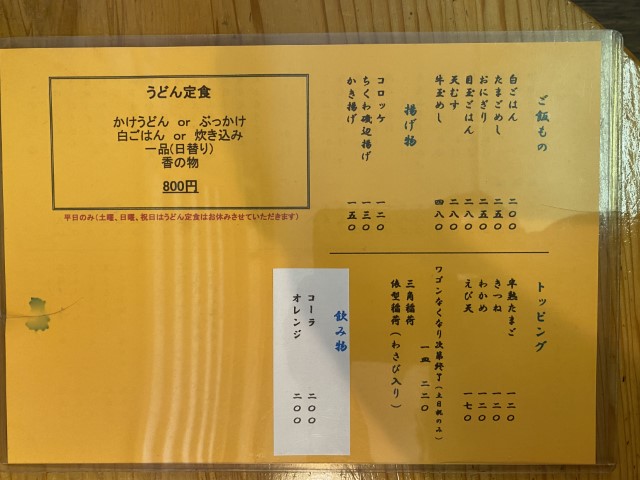 ご飯もの
白ごはん 二〇〇
たまごめし 二五〇
おにぎり 二五〇
目玉ごはん 二八〇
天むす 二八〇
牛玉めし 四八〇
揚げ物
コロッケ 一二〇
ちくわ磯辺揚げ 一三〇
かき揚げ 一五〇
トッピング
半熟たまご 一二〇
きつね 一二〇
わかめ 一二〇
えび天 一七〇
ワゴンなくなり次第終了(土日祝のみ)
三角稲荷 一皿 二二〇
俵型稲荷(わさび入り)
飲み物
コーラ 二〇〇
オレンジ 二〇〇
うどん定食
かけうどん or ぶっかけ
白ごはん or 炊き込み
一品(日替り)
香の物
800円
平日のみ(土曜、日曜、祝日はうどん定食はお休みさせていただきます)